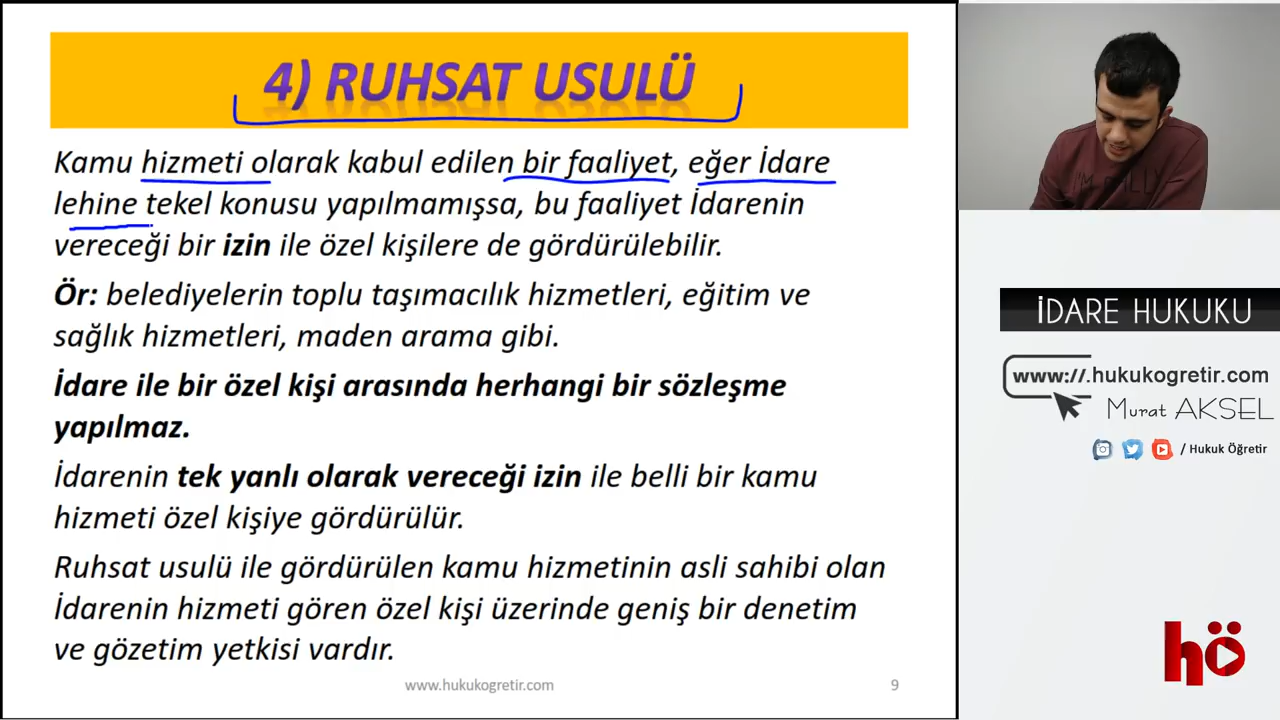 4) RUHSAT USULÜ
Kamu hizmeti olarak kabul edilen bir faaliyet, eğer İdare
lehine tekel konusu yapılmamışsa, bu faaliyet İdarenin
vereceği bir izin ile özel kişilere de gördürülebilir.
Ör: belediyelerin toplu taşımacılık hizmetleri, eğitim ve
sağlık hizmetleri, maden arama gibi.
İdare ile bir özel kişi arasında herhangi bir sözleşme
yapılmaz.
İdarenin tek yanlı olarak vereceği izin ile belli bir kamu
hizmeti özel kişiye gördürülür.
Ruhsat usulü ile gördürülen kamu hizmetinin asli sahibi olan
İdarenin hizmeti gören özel kişi üzerinde geniş bir denetim
ve gözetim yetkisi vardır.
www.hukukogretir.com
9
İDARE HUKUKU
www://.hukukogretir.com
Murat AKSEL
/ Hukuk Öğretir
hö